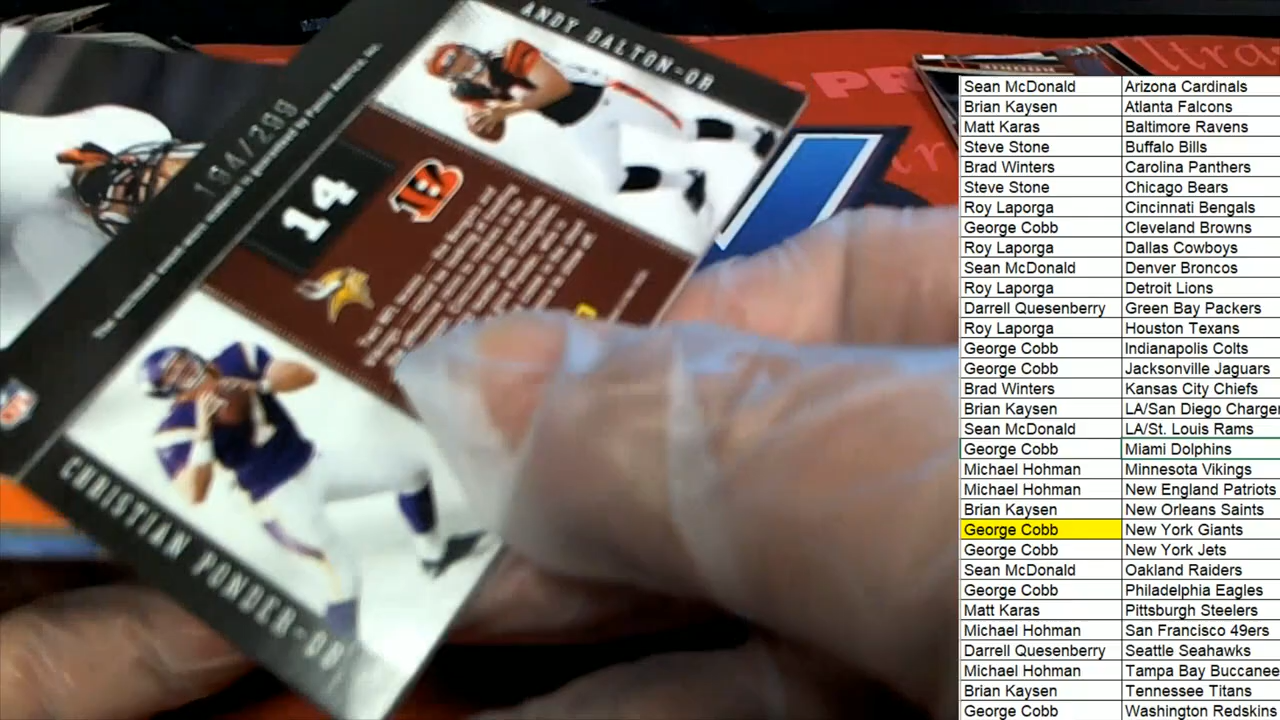 ANDY DALTON-QB
154/299
14
CHRISTIAN PONDER-QB
NFL
Sean McDonald Arizona Cardinals
Brian Kaysen Atlanta Falcons
Matt Karas Baltimore Ravens
Steve Stone Buffalo Bills
Brad Winters Carolina Panthers
Steve Stone Chicago Bears
Roy Laporga Cincinnati Bengals
George Cobb Cleveland Browns
Roy Laporga Dallas Cowboys
Sean McDonald Denver Broncos
Roy Laporga Detroit Lions
Darrell Quesenberry Green Bay Packers
Roy Laporga Houston Texans
George Cobb Indianapolis Colts
George Cobb Jacksonville Jaguars
Brad Winters Kansas City Chiefs
Brian Kaysen LA/San Diego Charger
Sean McDonald LA/St. Louis Rams
George Cobb Miami Dolphins
Michael Hohman Minnesota Vikings
Michael Hohman New England Patriots
Brian Kaysen New Orleans Saints
George Cobb New York Giants
George Cobb New York Jets
Sean McDonald Oakland Raiders
George Cobb Philadelphia Eagles
Matt Karas Pittsburgh Steelers
Michael Hohman San Francisco 49ers
Darrell Quesenberry Seattle Seahawks
Michael Hohman Tampa Bay Buccanee
Brian Kaysen Tennessee Titans
George Cobb Washington Redskins